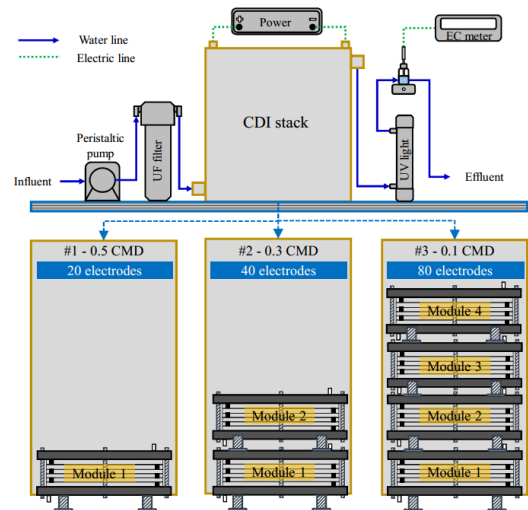 Water line
Electric line
+
Power
−
EC meter
CDI stack
Peristaltic
pump
UF filter
UV light
Influent
Effluent
#1 - 0.5 CMD
20 electrodes
Module 1
#2 - 0.3 CMD
40 electrodes
Module 2
Module 1
#3 - 0.1 CMD
80 electrodes
Module 4
Module 3
Module 2
Module 1